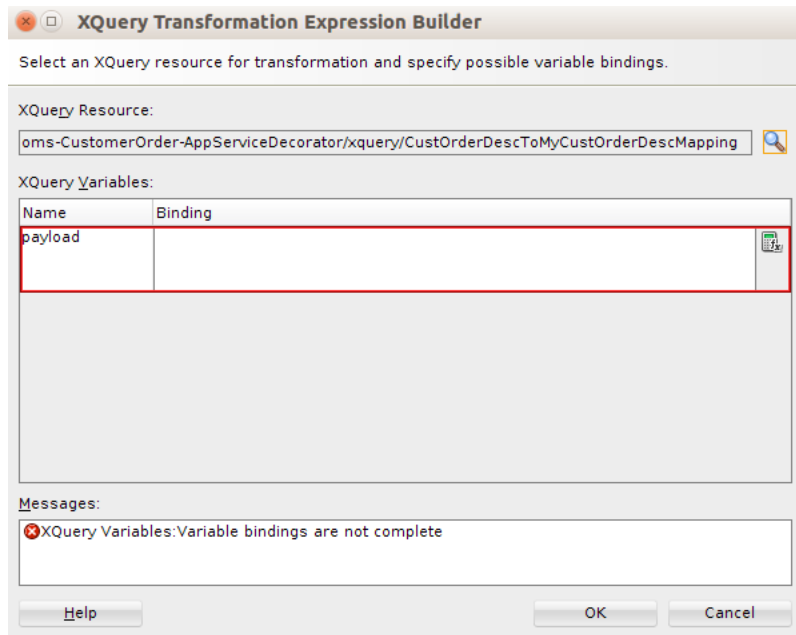 XQuery Transformation Expression Builder
Select an XQuery resource for transformation and specify possible variable bindings.
XQuery Resource:
oms-CustomerOrder-AppServiceDecorator/xquery/CustOrderDescToMyCustOrderDescMapping
XQuery Variables:
Name Binding
payload
Messages:
XQuery Variables:Variable bindings are not complete
Help OK Cancel